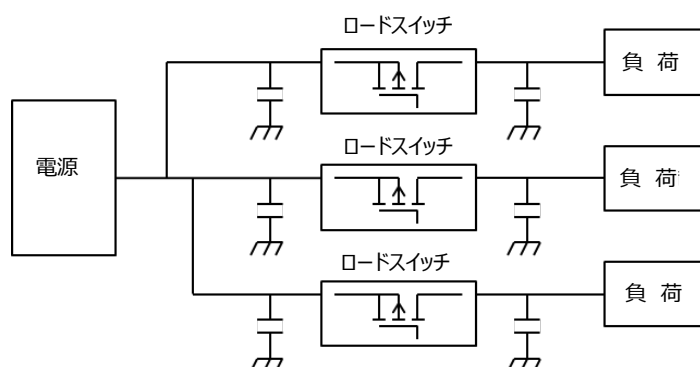 ロードスイッチ
負 荷
電源
ロードスイッチ
負 荷
ロードスイッチ
負 荷